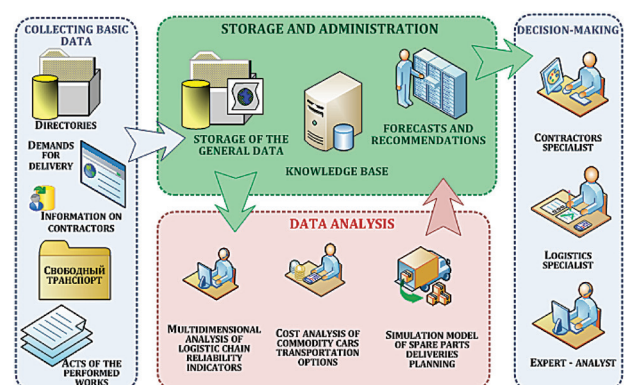 COLLECTING BASIC
DATA
DIRECTORIES
DEMANDS
FOR
DELIVERY
INFORMATION ON
CONTRACTORS
СВОБОДНЫЙ
ТРАНСПОРТ
ACTS OF THE
PERFORMED
WORKS
STORAGE AND ADMINISTRATION
STORAGE OF THE
GENERAL DATA
KNOWLEDGE BASE
FORECASTS AND
RECOMMENDATIONS
DATA ANALYSIS
MULTIDIMENSIONAL
ANALYSIS OF
LOGISTIC CHAIN
RELIABILITY
INDICATORS
COST ANALYSIS OF
COMMODITY CARS
TRANSPORTATION
OPTIONS
SIMULATION MODEL
OF SPARE PARTS
DELIVERIES
PLANNING
DECISION-MAKING
CONTRACTORS
SPECIALIST
LOGISTICS
SPECIALIST
EXPERT - ANALYST